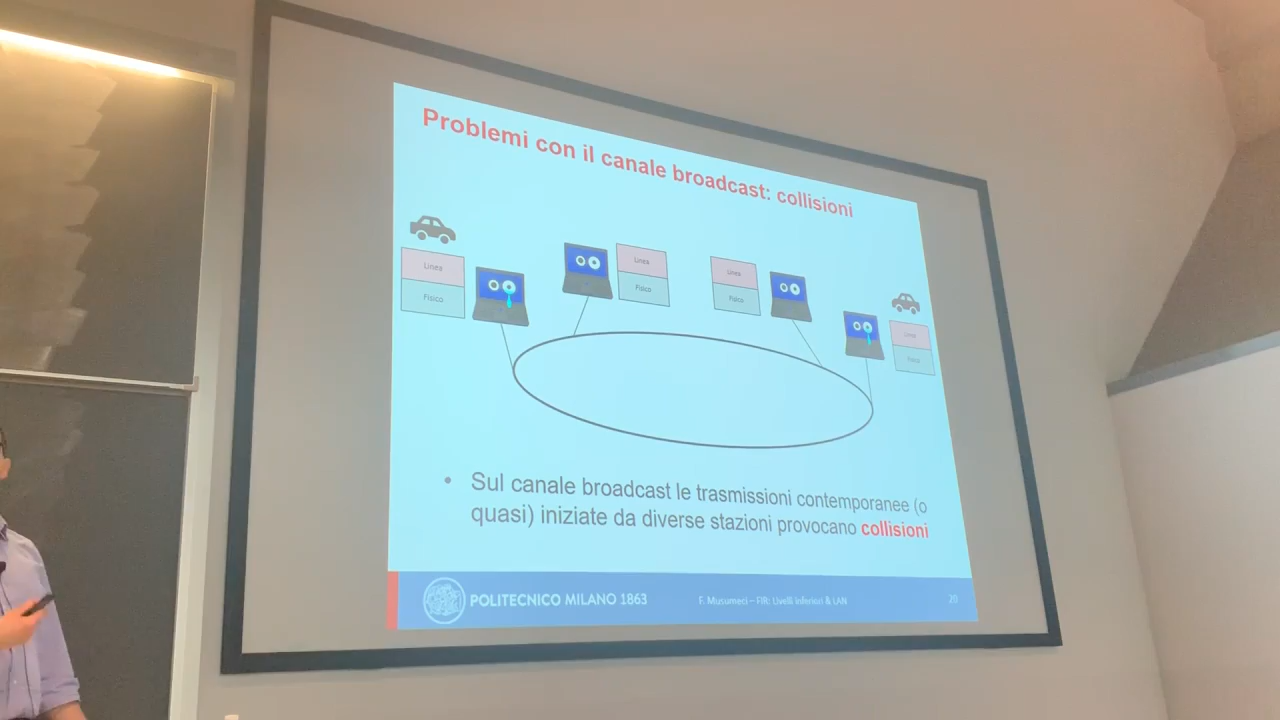 Problemi con il canale broadcast: collisioni
Linea
Fisico
Linea
Fisico
Linea
Fisico
Linea
Fisico
• Sul canale broadcast le trasmissioni contemporanee (o
quasi) iniziate da diverse stazioni provocano collisioni
POLITECNICO MILANO 1863
F. Musumeci – FIR: Livelli inferiori & LAN
20